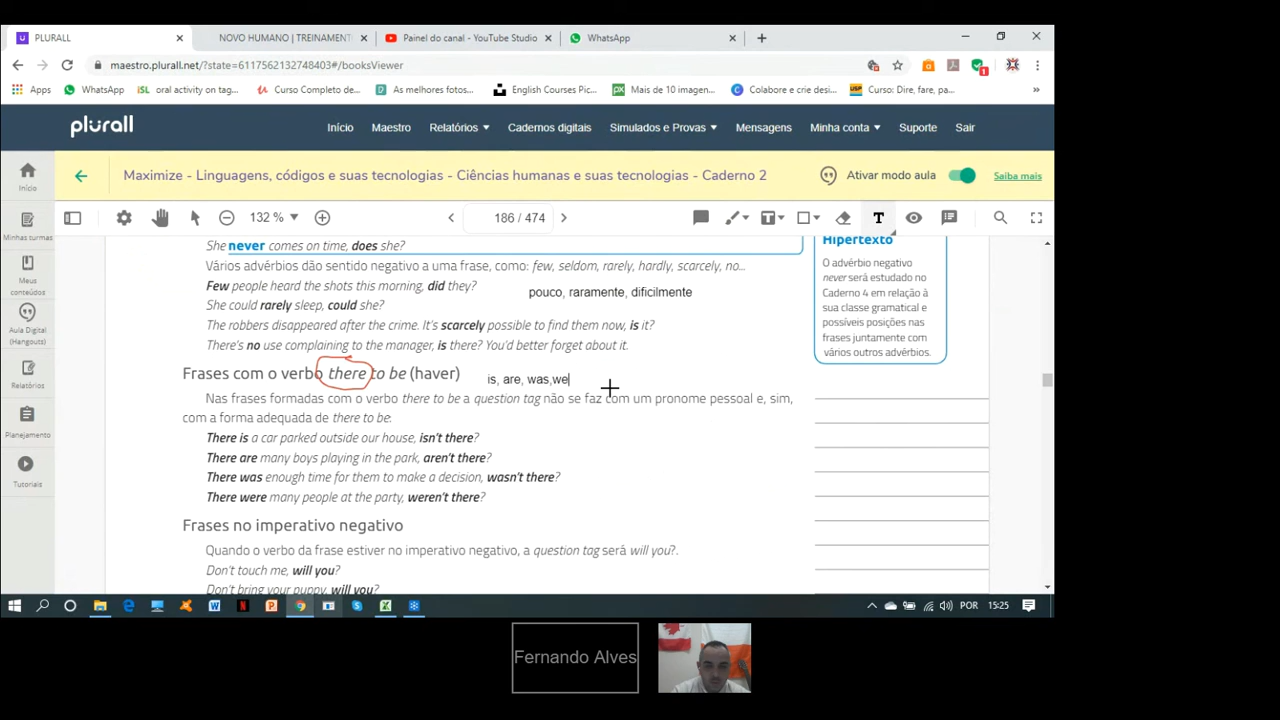 PLURALL
NOVO HUMANO | TREINAMENT
Painel do canal - YouTube Studio
WhatsApp
maestro.plurall.net/?state=6117562132748403#/booksViewer
Apps
WhatsApp
oral activity on tag...
Curso Completo de...
As melhores fotos...
English Courses Pic...
Mais de 10 imagen...
Colabore e crie desi...
Curso: Dire, fare, pa...
»
plurall
Início
Maestro
Relatórios
Cadernos digitais
Simulados e Provas
Mensagens
Minha conta
Suporte
Sair
Início
Minhas turmas
Meus conteúdos
Aula Digital (Hangouts)
Relatórios
Planejamento
Tutoriais
Maximize - Linguagens, códigos e suas tecnologias - Ciências humanas e suas tecnologias - Caderno 2
Ativar modo aula
Saiba mais
132 %
186 / 474
She never comes on time, does she?
Vários advérbios dão sentido negativo a uma frase, como: few, seldom, rarely, hardly, scarcely, no...
Few people heard the shots this morning, did they?
pouco, raramente, dificilmente
She could rarely sleep, could she?
The robbers disappeared after the crime. It's scarcely possible to find them now, is it?
There's no use complaining to the manager, is there? You'd better forget about it.
Frases com o verbo there to be (haver)
is, are, was,we
Nas frases formadas com o verbo there to be a question tag não se faz com um pronome pessoal e, sim,
com a forma adequada de there to be:
There is a car parked outside our house, isn't there?
There are many boys playing in the park, aren't there?
There was enough time for them to make a decision, wasn't there?
There were many people at the party, weren't there?
Frases no imperativo negativo
Quando o verbo da frase estiver no imperativo negativo, a question tag será will you?.
Don't touch me, will you?
Don't bring your puppy, will you?
Hipertexto
O advérbio negativo
never será estudado no
Caderno 4 em relação à
sua classe gramatical e
possíveis posições nas
frases juntamente com
vários outros advérbios.
POR
15:25
Fernando Alves